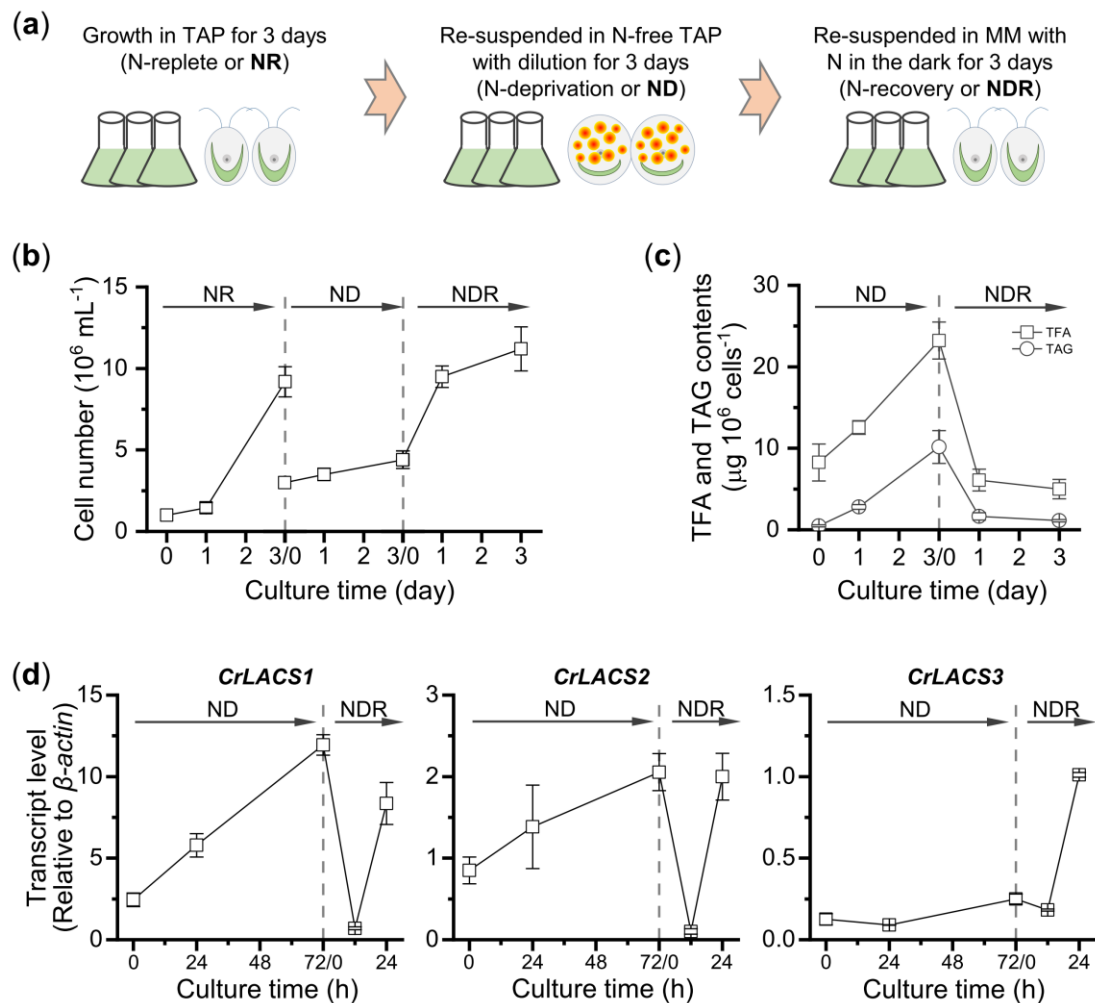 (a)
Growth in TAP for 3 days
(N-replete or NR)
Re-suspended in N-free TAP
with dilution for 3 days
(N-deprivation or ND)
Re-suspended in MM with
N in the dark for 3 days
(N-recovery or NDR)
(b)
Cell number (10⁶ mL⁻¹)
15
10
5
0
NR
ND
NDR
0
1
2
3/0
1
2
3/0
1
2
3
Culture time (day)
(c)
TFA and TAG contents
(µg 10⁶ cells⁻¹)
30
20
10
0
ND
NDR
TFA
TAG
0
1
2
3/0
1
2
3
Culture time (day)
(d)
Transcript level
(Relative to β-actin)
CrLACS1
15
10
5
0
ND
NDR
0
24
48
72/0
24
Culture time (h)
CrLACS2
3
2
1
0
ND
NDR
0
24
48
72/0
24
Culture time (h)
CrLACS3
1.5
1.0
0.5
0.0
ND
NDR
0
24
48
72/0
24
Culture time (h)